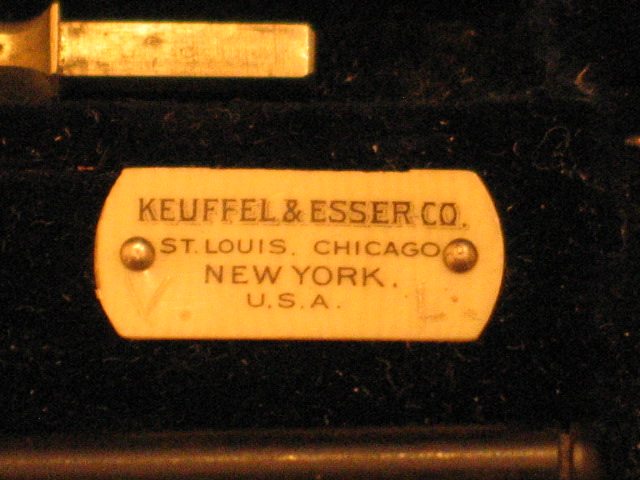 KEUFFEL & ESSER CO.
ST. LOUIS. CHICAGO
NEW YORK.
U.S.A.
V L